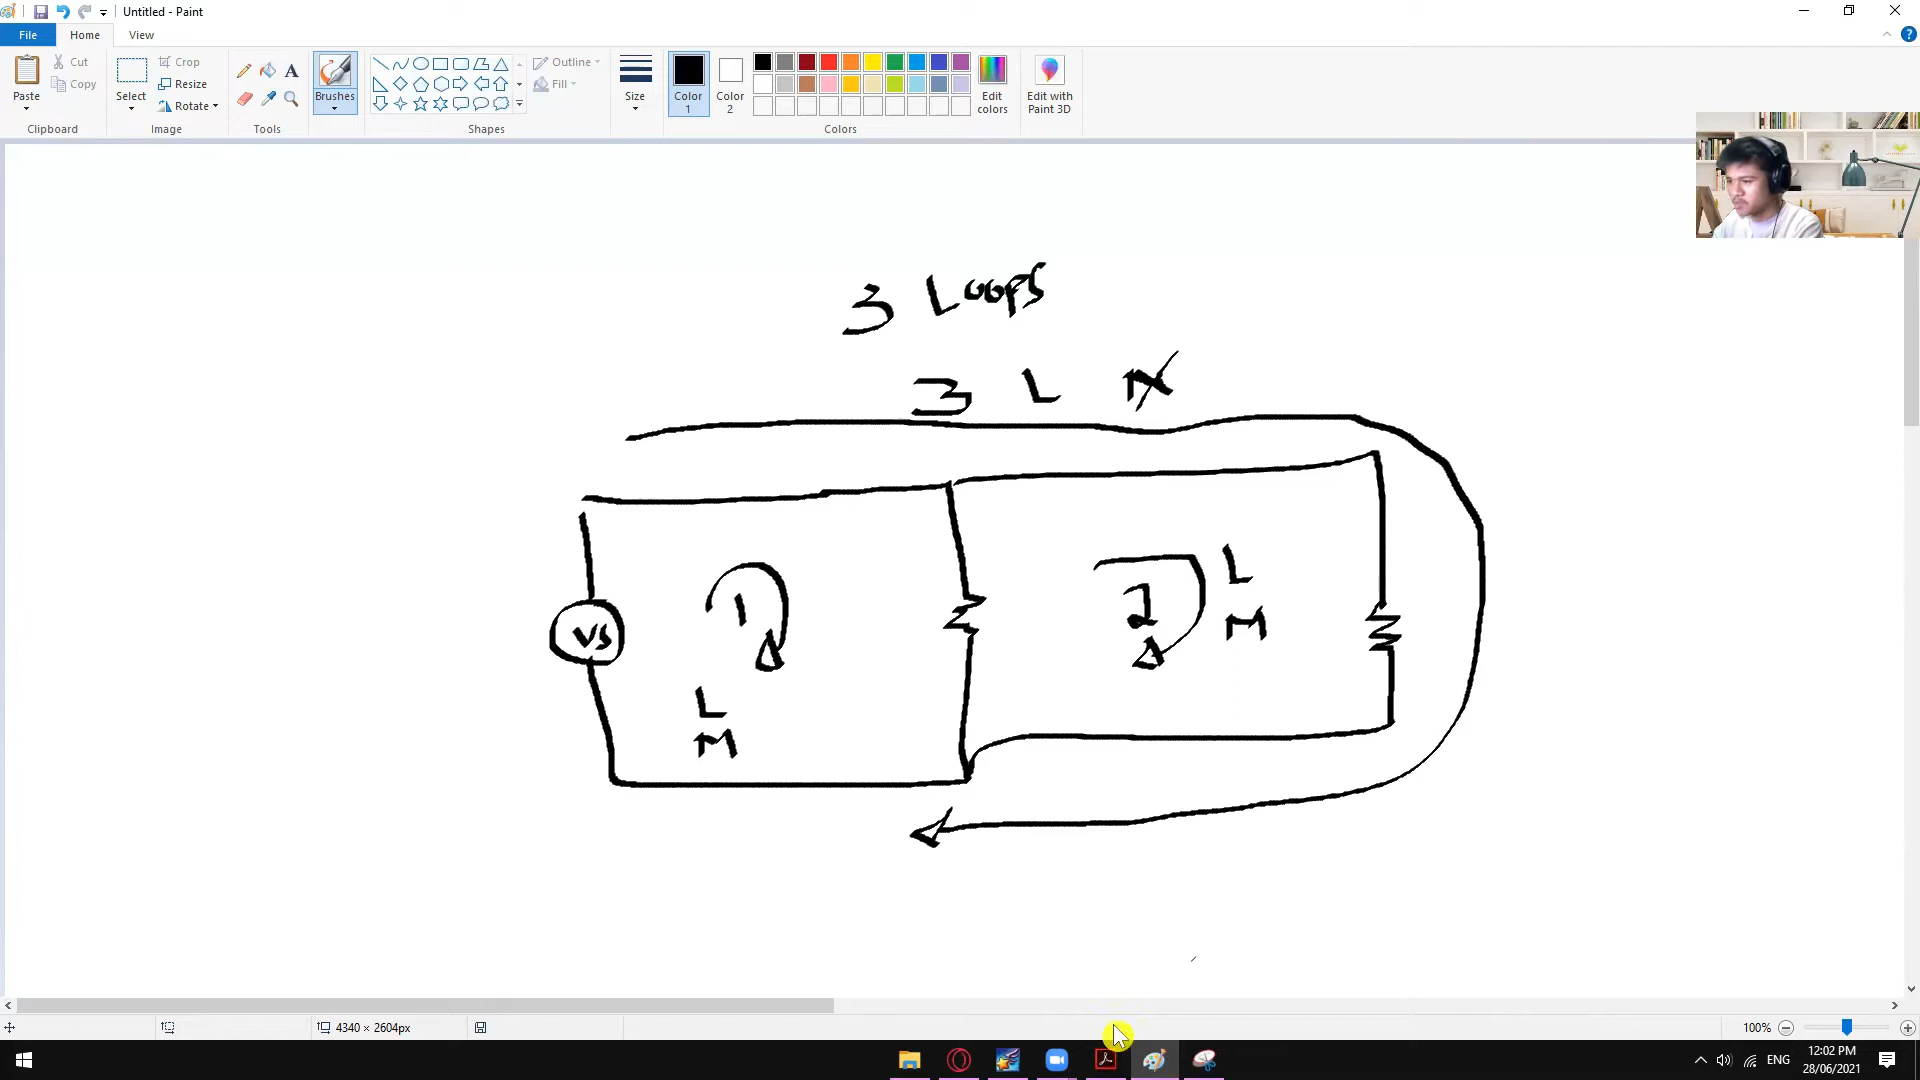 Untitled - Paint
File Home View
Cut
Copy
Paste
Clipboard
Select
Crop
Resize
Rotate
Image
Tools
Brushes
Outline
Fill
Shapes
Size
Color 1
Color 2
Colors
Edit colors
Edit with Paint 3D
3 Loops
3 L M
VS
1
L
M
2
L
M
4340 × 2604px
100%
ENG
12:02 PM
28/06/2021